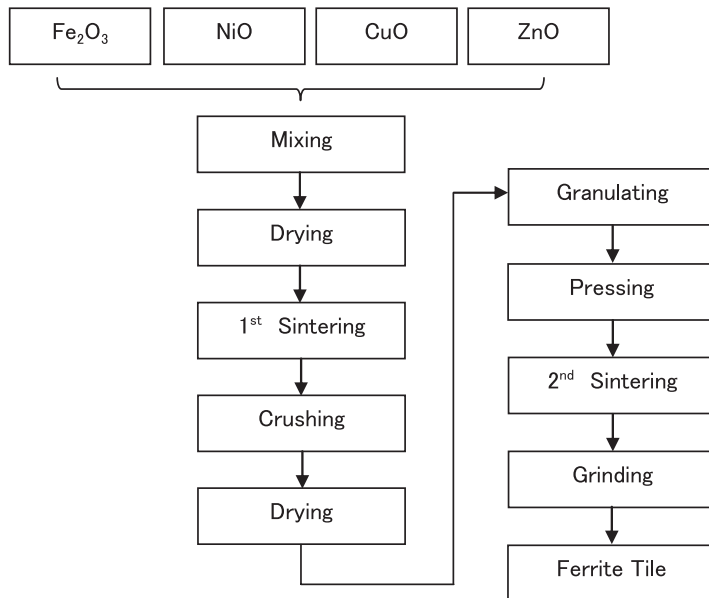 Fe₂O₃
NiO
CuO
ZnO
Mixing
Drying
1ˢᵗ Sintering
Crushing
Drying
Granulating
Pressing
2ⁿᵈ Sintering
Grinding
Ferrite Tile